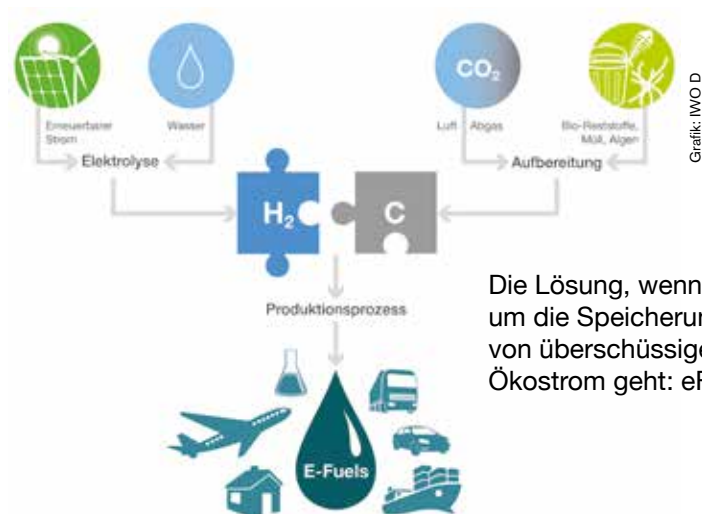 Erneuerbarer
Strom
Wasser
Elektrolyse
CO₂
Luft
Abgas
Bio-Reststoffe,
Müll, Algen
Aufbereitung
H₂
C
Produktionsprozess
E-Fuels
Grafik: IWO D
Die Lösung, wenn
um die Speicherun
von überschüssige
Ökostrom geht: